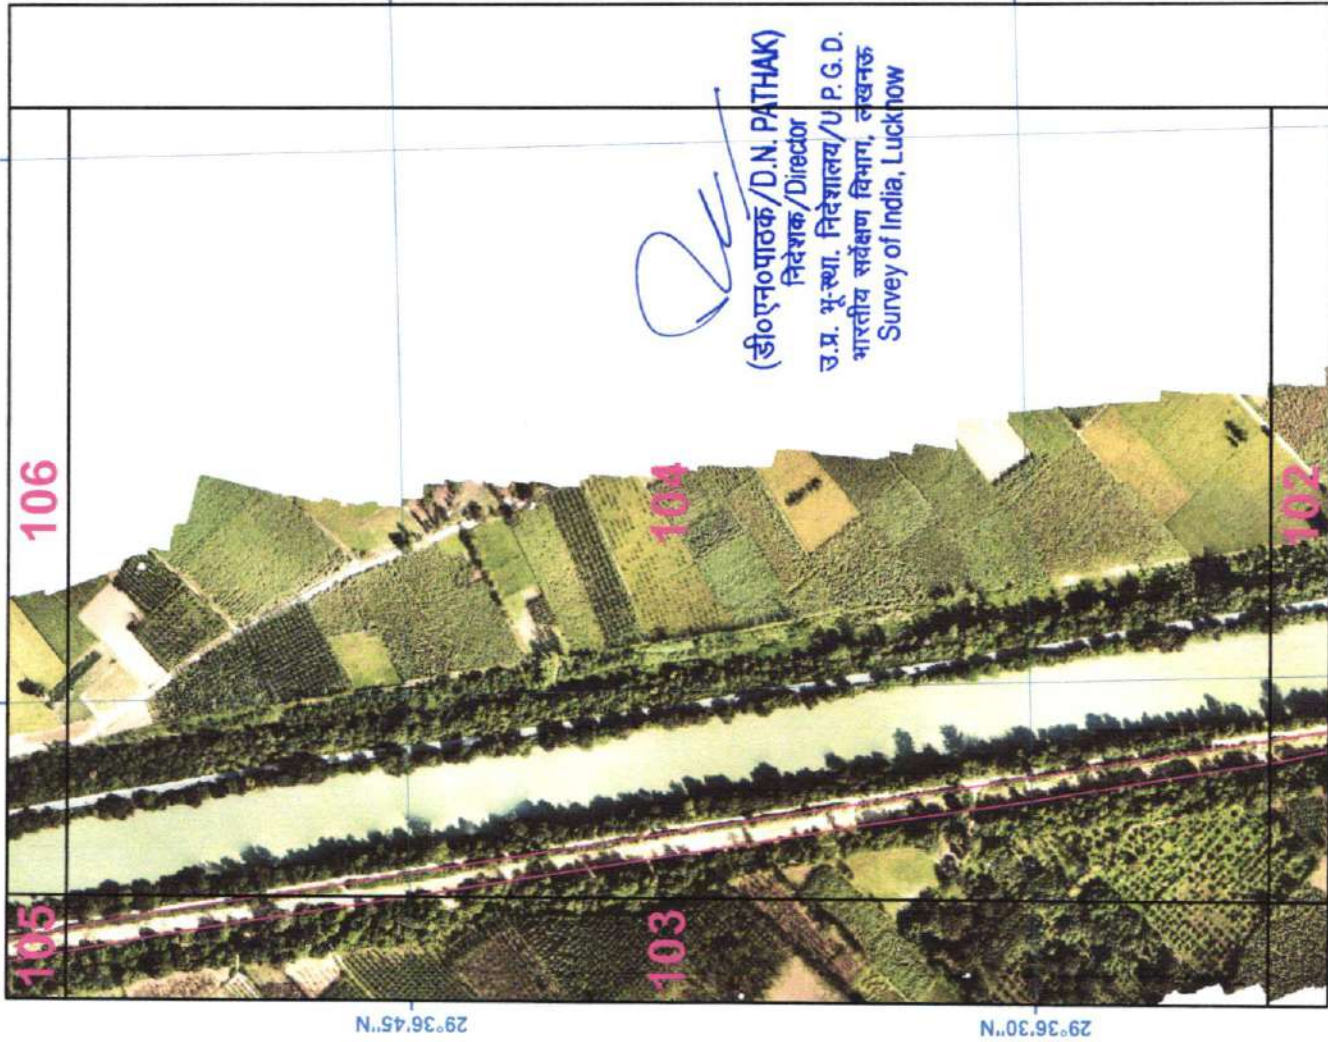 106
(डी०एन०पाठक/D.N. PATHAK)
निदेशक/Director
उ.प्र. भू-स्था. निदेशालय/U.P.G.D.
भारतीय सर्वेक्षण विभाग, लखनऊ
Survey of India, Lucknow
104
102
105
103
29°36'45"N
29°36'30"N